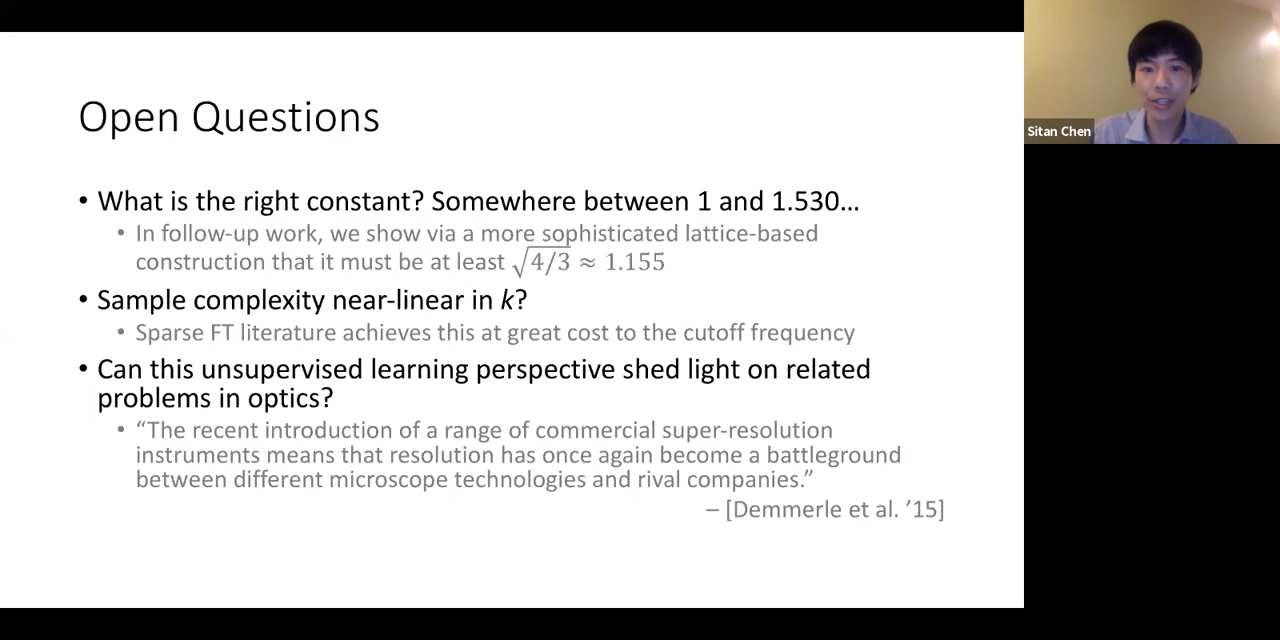 Open Questions
• What is the right constant? Somewhere between 1 and 1.530…
• In follow-up work, we show via a more sophisticated lattice-based
construction that it must be at least √4/3 ≈ 1.155
• Sample complexity near-linear in k?
• Sparse FT literature achieves this at great cost to the cutoff frequency
• Can this unsupervised learning perspective shed light on related
problems in optics?
• “The recent introduction of a range of commercial super-resolution
instruments means that resolution has once again become a battleground
between different microscope technologies and rival companies.”
– [Demmerle et al. ’15]
Sitan Chen